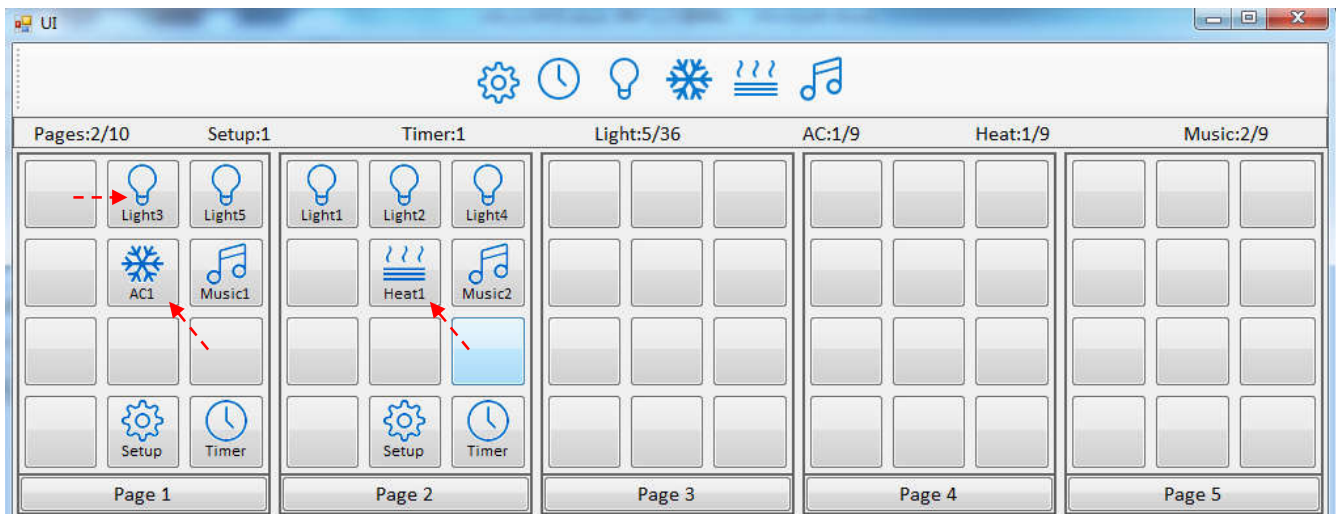 UI
Pages:2/10 Setup:1 Timer:1 Light:5/36 AC:1/9 Heat:1/9 Music:2/9
Light3 Light5 Light1 Light2 Light4
AC1 Music1 Heat1 Music2
Setup Timer Setup Timer
Page 1 Page 2 Page 3 Page 4 Page 5